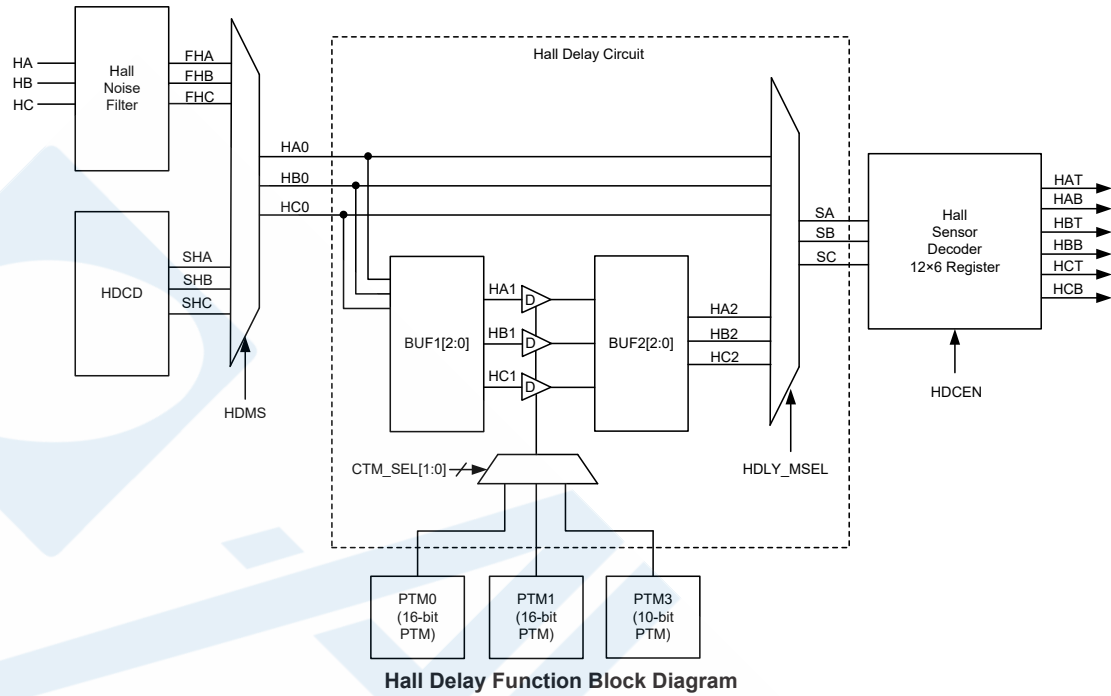 HA
HB
HC
Hall
Noise
Filter
FHA
FHB
FHC
HDCD
SHA
SHB
SHC
HDMS
Hall Delay Circuit
HA0
HB0
HC0
BUF1[2:0]
HA1
HB1
HC1
D
D
D
BUF2[2:0]
HA2
HB2
HC2
CTM_SEL[1:0]
HDLY_MSEL
SA
SB
SC
Hall
Sensor
Decoder
12×6 Register
HAT
HAB
HBT
HBB
HCT
HCB
HDCEN
PTM0
(16-bit
PTM)
PTM1
(16-bit
PTM)
PTM3
(10-bit
PTM)
Hall Delay Function Block Diagram